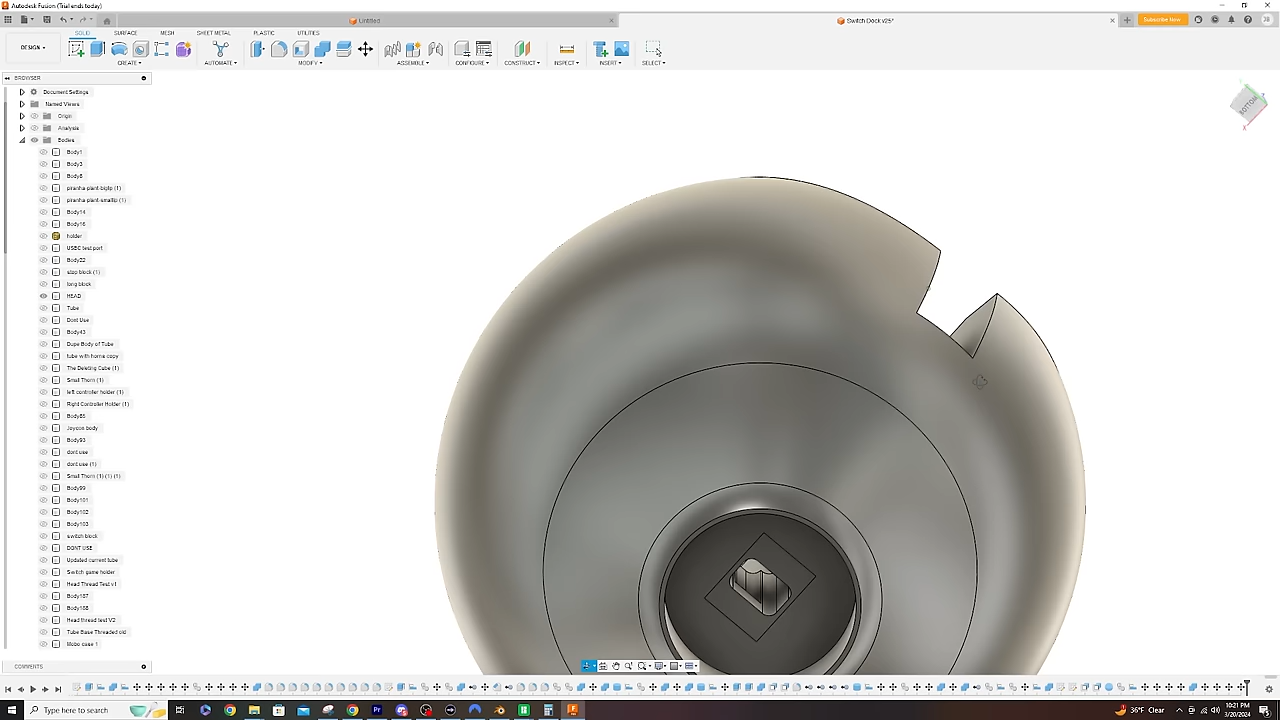 Autodesk Fusion (Trial ends today)
Untitled
Switch Dock v25*
Subscribe Now
DESIGN
SOLID
SURFACE
MESH
SHEET METAL
PLASTIC
UTILITIES
CREATE
AUTOMATE
MODIFY
ASSEMBLE
CONFIGURE
CONSTRUCT
INSPECT
INSERT
SELECT
BROWSER
Document Settings
Named Views
Origin
Analysis
Bodies
Body1
Body3
Body8
piranha-plant-biglip (1)
piranha-plant-smalllip (1)
Body14
Body16
holder
USBC test port
Body22
stop block (1)
long block
HEAD
Tube
Dont Use
Body43
Dupe Body of Tube
tube with horns copy
The Deleting Cube (1)
Small Thorn (1)
left controller holder (1)
Right Controller Holder (1)
Body85
Joycon body
Body93
dont use
dont use (1)
Small Thorn (1) (1) (1)
Body99
Body101
Body102
Body103
switch block
DONT USE
Updated current tube
Switch game holder
Head Thread Test v1
Body187
Body188
Head thread test V2
Tube Base Threaded old
Mobo case 1
BOTTOM
X
COMMENTS
Type here to search
36°F Clear
10:21 PM
3/20/2024